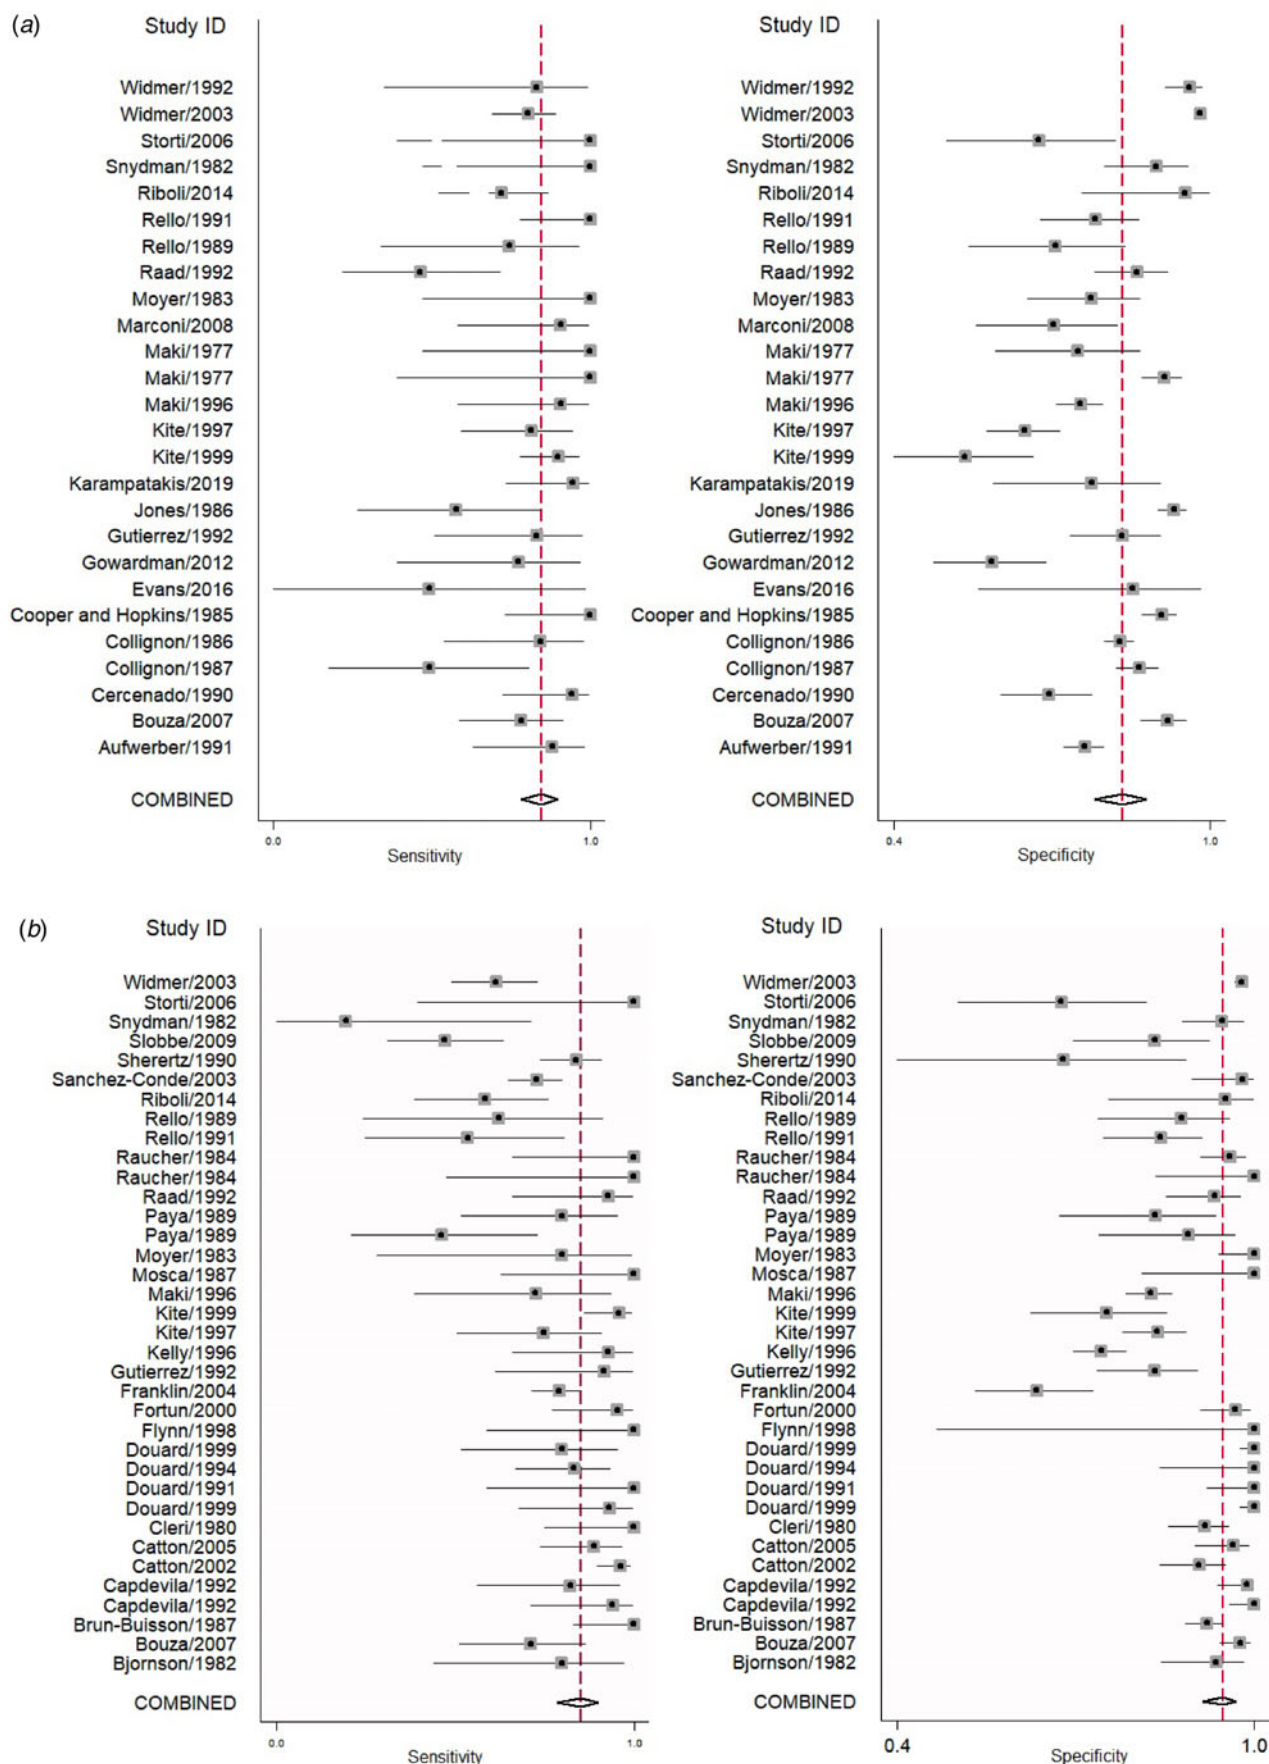 (a)
Study ID
Widmer/1992
Widmer/2003
Storti/2006
Snydman/1982
Riboli/2014
Rello/1991
Rello/1989
Raad/1992
Moyer/1983
Marconi/2008
Maki/1977
Maki/1977
Maki/1996
Kite/1997
Kite/1999
Karampatakis/2019
Jones/1986
Gutierrez/1992
Gowardman/2012
Evans/2016
Cooper and Hopkins/1985
Collignon/1986
Collignon/1987
Cercenado/1990
Bouza/2007
Aufwerber/1991
COMBINED
0.0 1.0
Sensitivity
Study ID
Widmer/1992
Widmer/2003
Storti/2006
Snydman/1982
Riboli/2014
Rello/1991
Rello/1989
Raad/1992
Moyer/1983
Marconi/2008
Maki/1977
Maki/1977
Maki/1996
Kite/1997
Kite/1999
Karampatakis/2019
Jones/1986
Gutierrez/1992
Gowardman/2012
Evans/2016
Cooper and Hopkins/1985
Collignon/1986
Collignon/1987
Cercenado/1990
Bouza/2007
Aufwerber/1991
COMBINED
0.4 1.0
Specificity
(b)
Study ID
Widmer/2003
Storti/2006
Snydman/1982
Slobbe/2009
Sherertz/1990
Sanchez-Conde/2003
Riboli/2014
Rello/1989
Rello/1991
Raucher/1984
Raucher/1984
Raad/1992
Paya/1989
Paya/1989
Moyer/1983
Mosca/1987
Maki/1996
Kite/1999
Kite/1997
Kelly/1996
Gutierrez/1992
Franklin/2004
Fortun/2000
Flynn/1998
Douard/1999
Douard/1994
Douard/1991
Douard/1999
Cleri/1980
Catton/2005
Catton/2002
Capdevila/1992
Capdevila/1992
Brun-Buisson/1987
Bouza/2007
Bjornson/1982
COMBINED
0.0 1.0
Sensitivity
Study ID
Widmer/2003
Storti/2006
Snydman/1982
Slobbe/2009
Sherertz/1990
Sanchez-Conde/2003
Riboli/2014
Rello/1989
Rello/1991
Raucher/1984
Raucher/1984
Raad/1992
Paya/1989
Paya/1989
Moyer/1983
Mosca/1987
Maki/1996
Kite/1999
Kite/1997
Kelly/1996
Gutierrez/1992
Franklin/2004
Fortun/2000
Flynn/1998
Douard/1999
Douard/1994
Douard/1991
Douard/1999
Cleri/1980
Catton/2005
Catton/2002
Capdevila/1992
Capdevila/1992
Brun-Buisson/1987
Bouza/2007
Bjornson/1982
COMBINED
0.4 1.0
Specificity